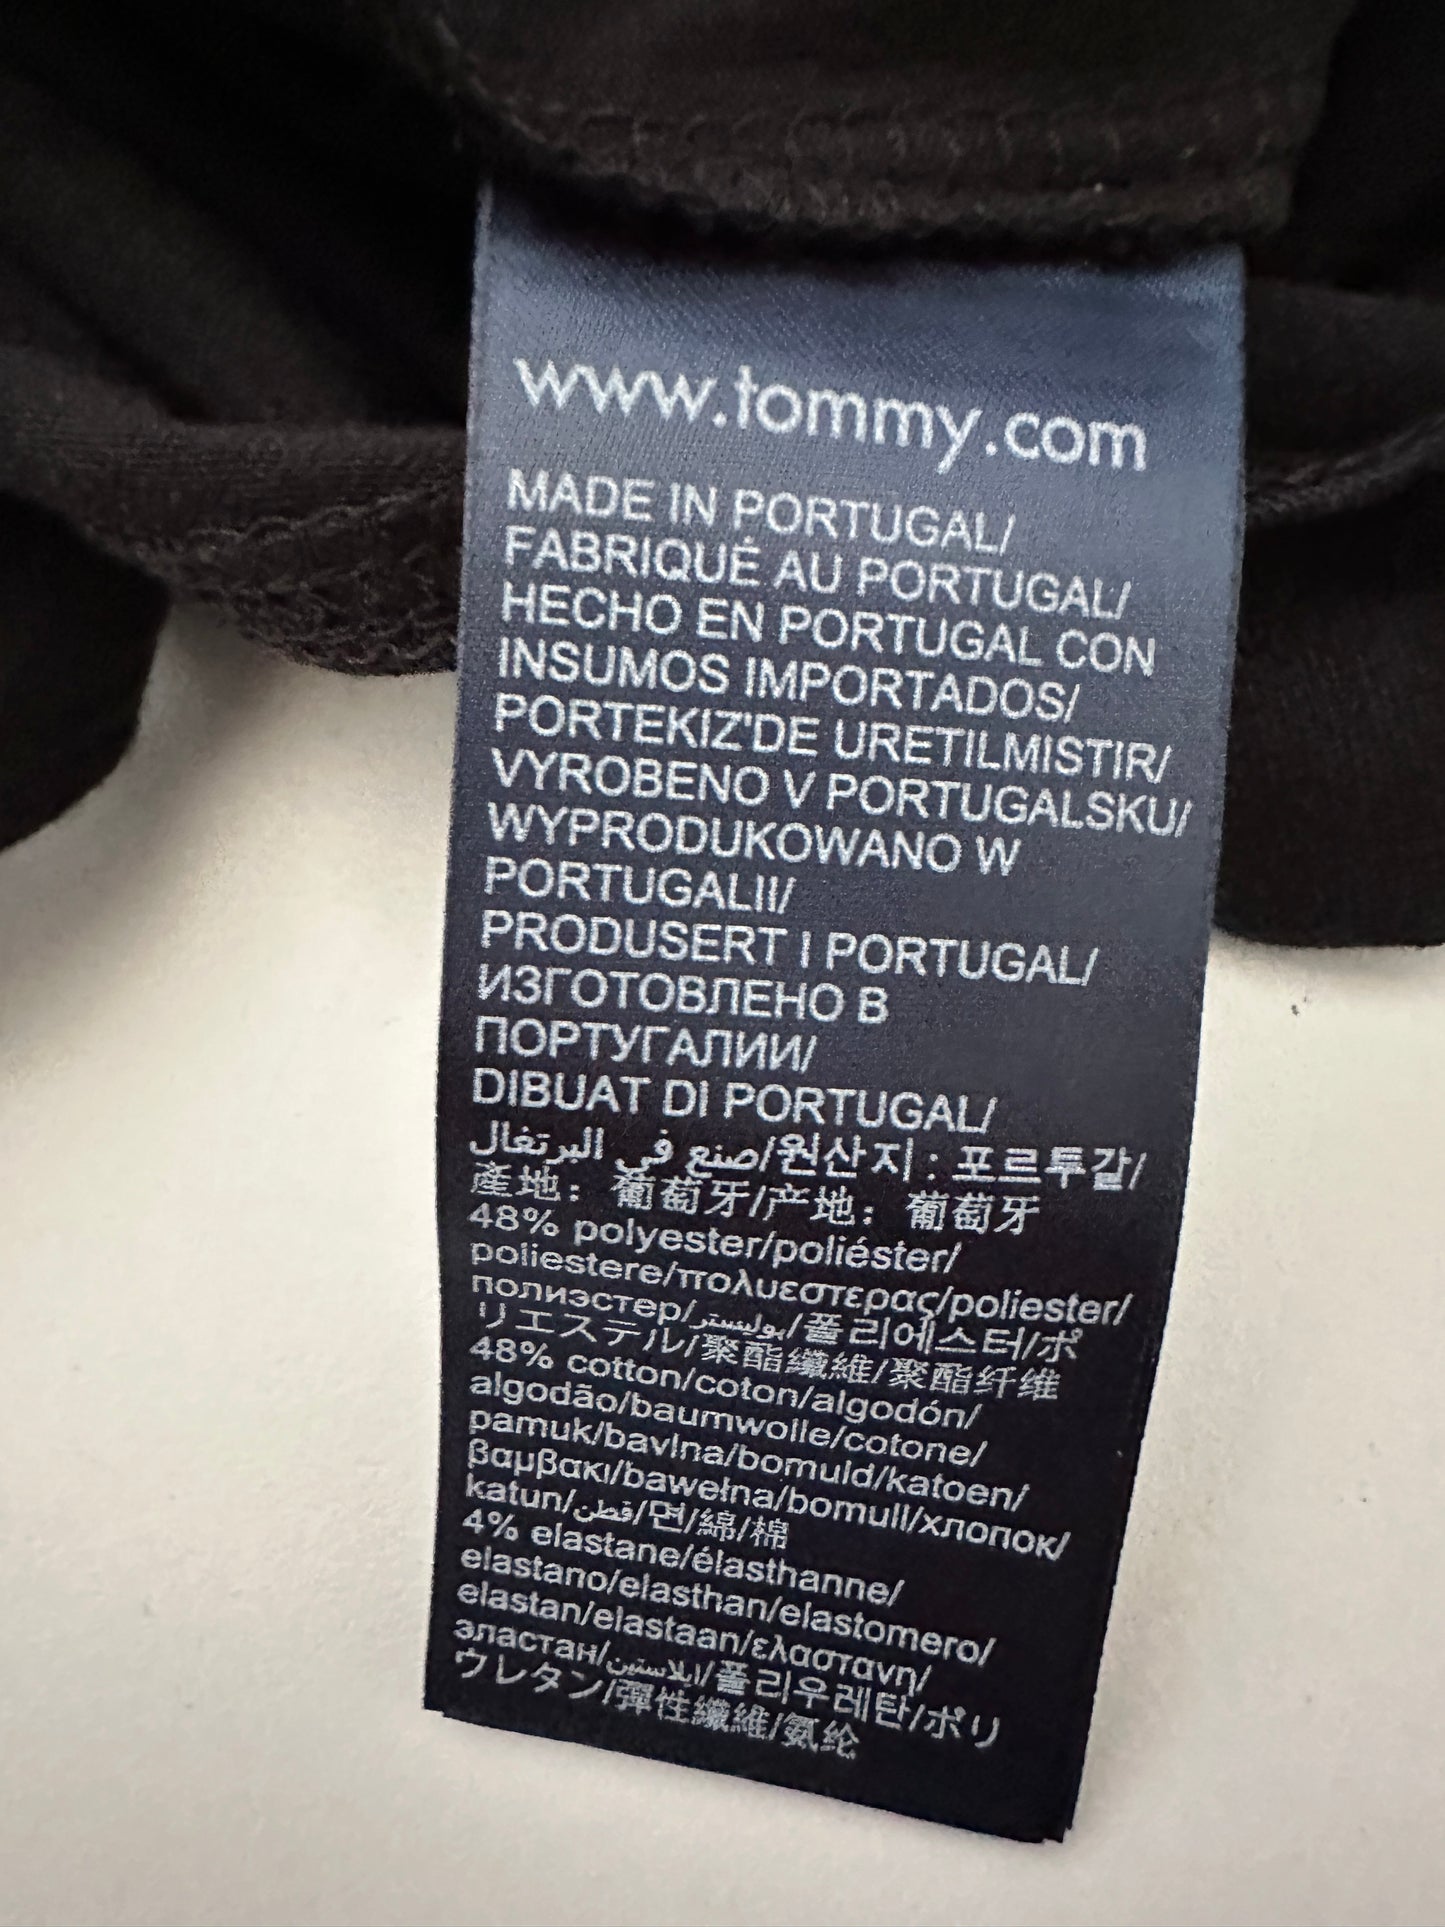 www.tommy.com
MADE IN PORTUGAL/
FABRIQUÉ AU PORTUGAL/
HECHO EN PORTUGAL CON
INSUMOS IMPORTADOS/
PORTEKIZ'DE URETILMISTIR/
VYROBENO V PORTUGALSKU/
WYPRODUKOWANO W
PORTUGALII/
PRODUSERT I PORTUGAL/
ИЗГОТОВЛЕНО В
ПОРТУГАЛИИ/
DIBUAT DI PORTUGAL/
صنع في البرتغال/원산지: 포르투갈/
產地: 葡萄牙/产地: 葡萄牙
48% polyester/poliéster/
poliestere/πολυεστερας/poliester/
полиэстер/بوليستر/폴리에스터/ポ
リエステル/聚酯纖維/聚酯纤维
48% cotton/coton/algodón/
algodão/baumwolle/cotone/
pamuk/bavlna/bomuld/katoen/
βαμβακι/bawełna/bomull/хлопок/
katun/قطن/면/綿/棉
4% elastane/élasthanne/
elastano/elasthan/elastomero/
elastan/elastaan/ελαστανη/
эластан/ايلاستين/폴리우레탄/ポリ
ウレタン/彈性纖維/氨纶